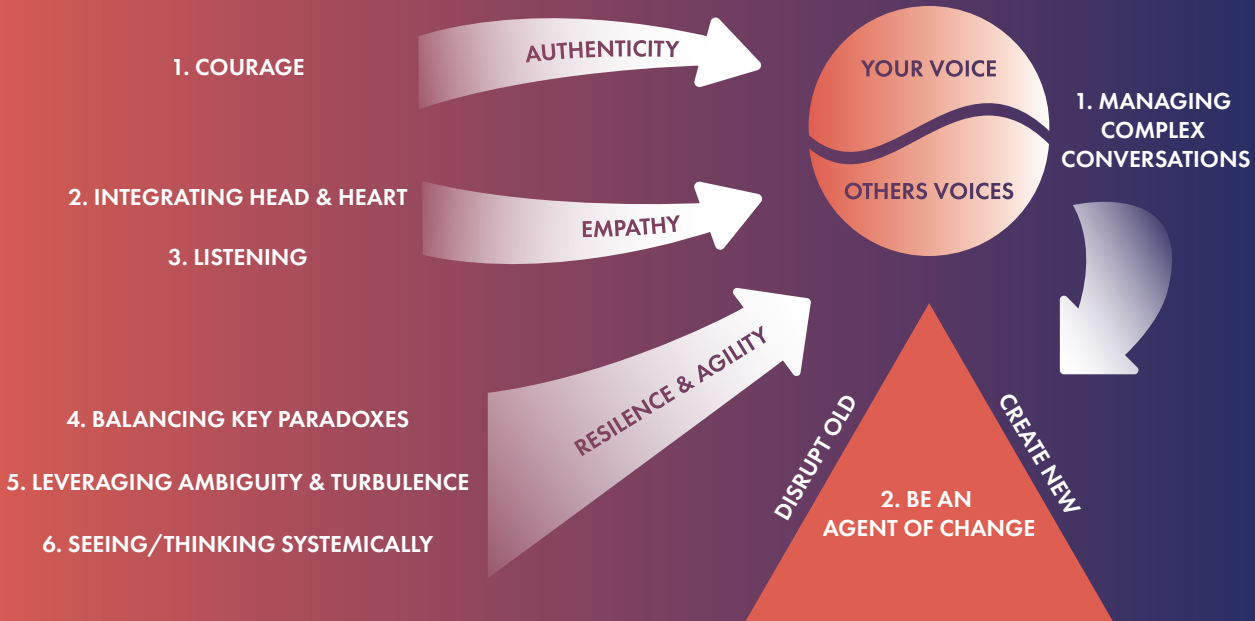 1. COURAGE
AUTHENTICITY
YOUR VOICE
1. MANAGING
COMPLEX
CONVERSATIONS
2. INTEGRATING HEAD & HEART
EMPATHY
OTHERS VOICES
3. LISTENING
4. BALANCING KEY PARADOXES
5. LEVERAGING AMBIGUITY & TURBULENCE
6. SEEING/THINKING SYSTEMICALLY
RESILENCE & AGILITY
DISRUPT OLD
CREATE NEW
2. BE AN
AGENT OF CHANGE